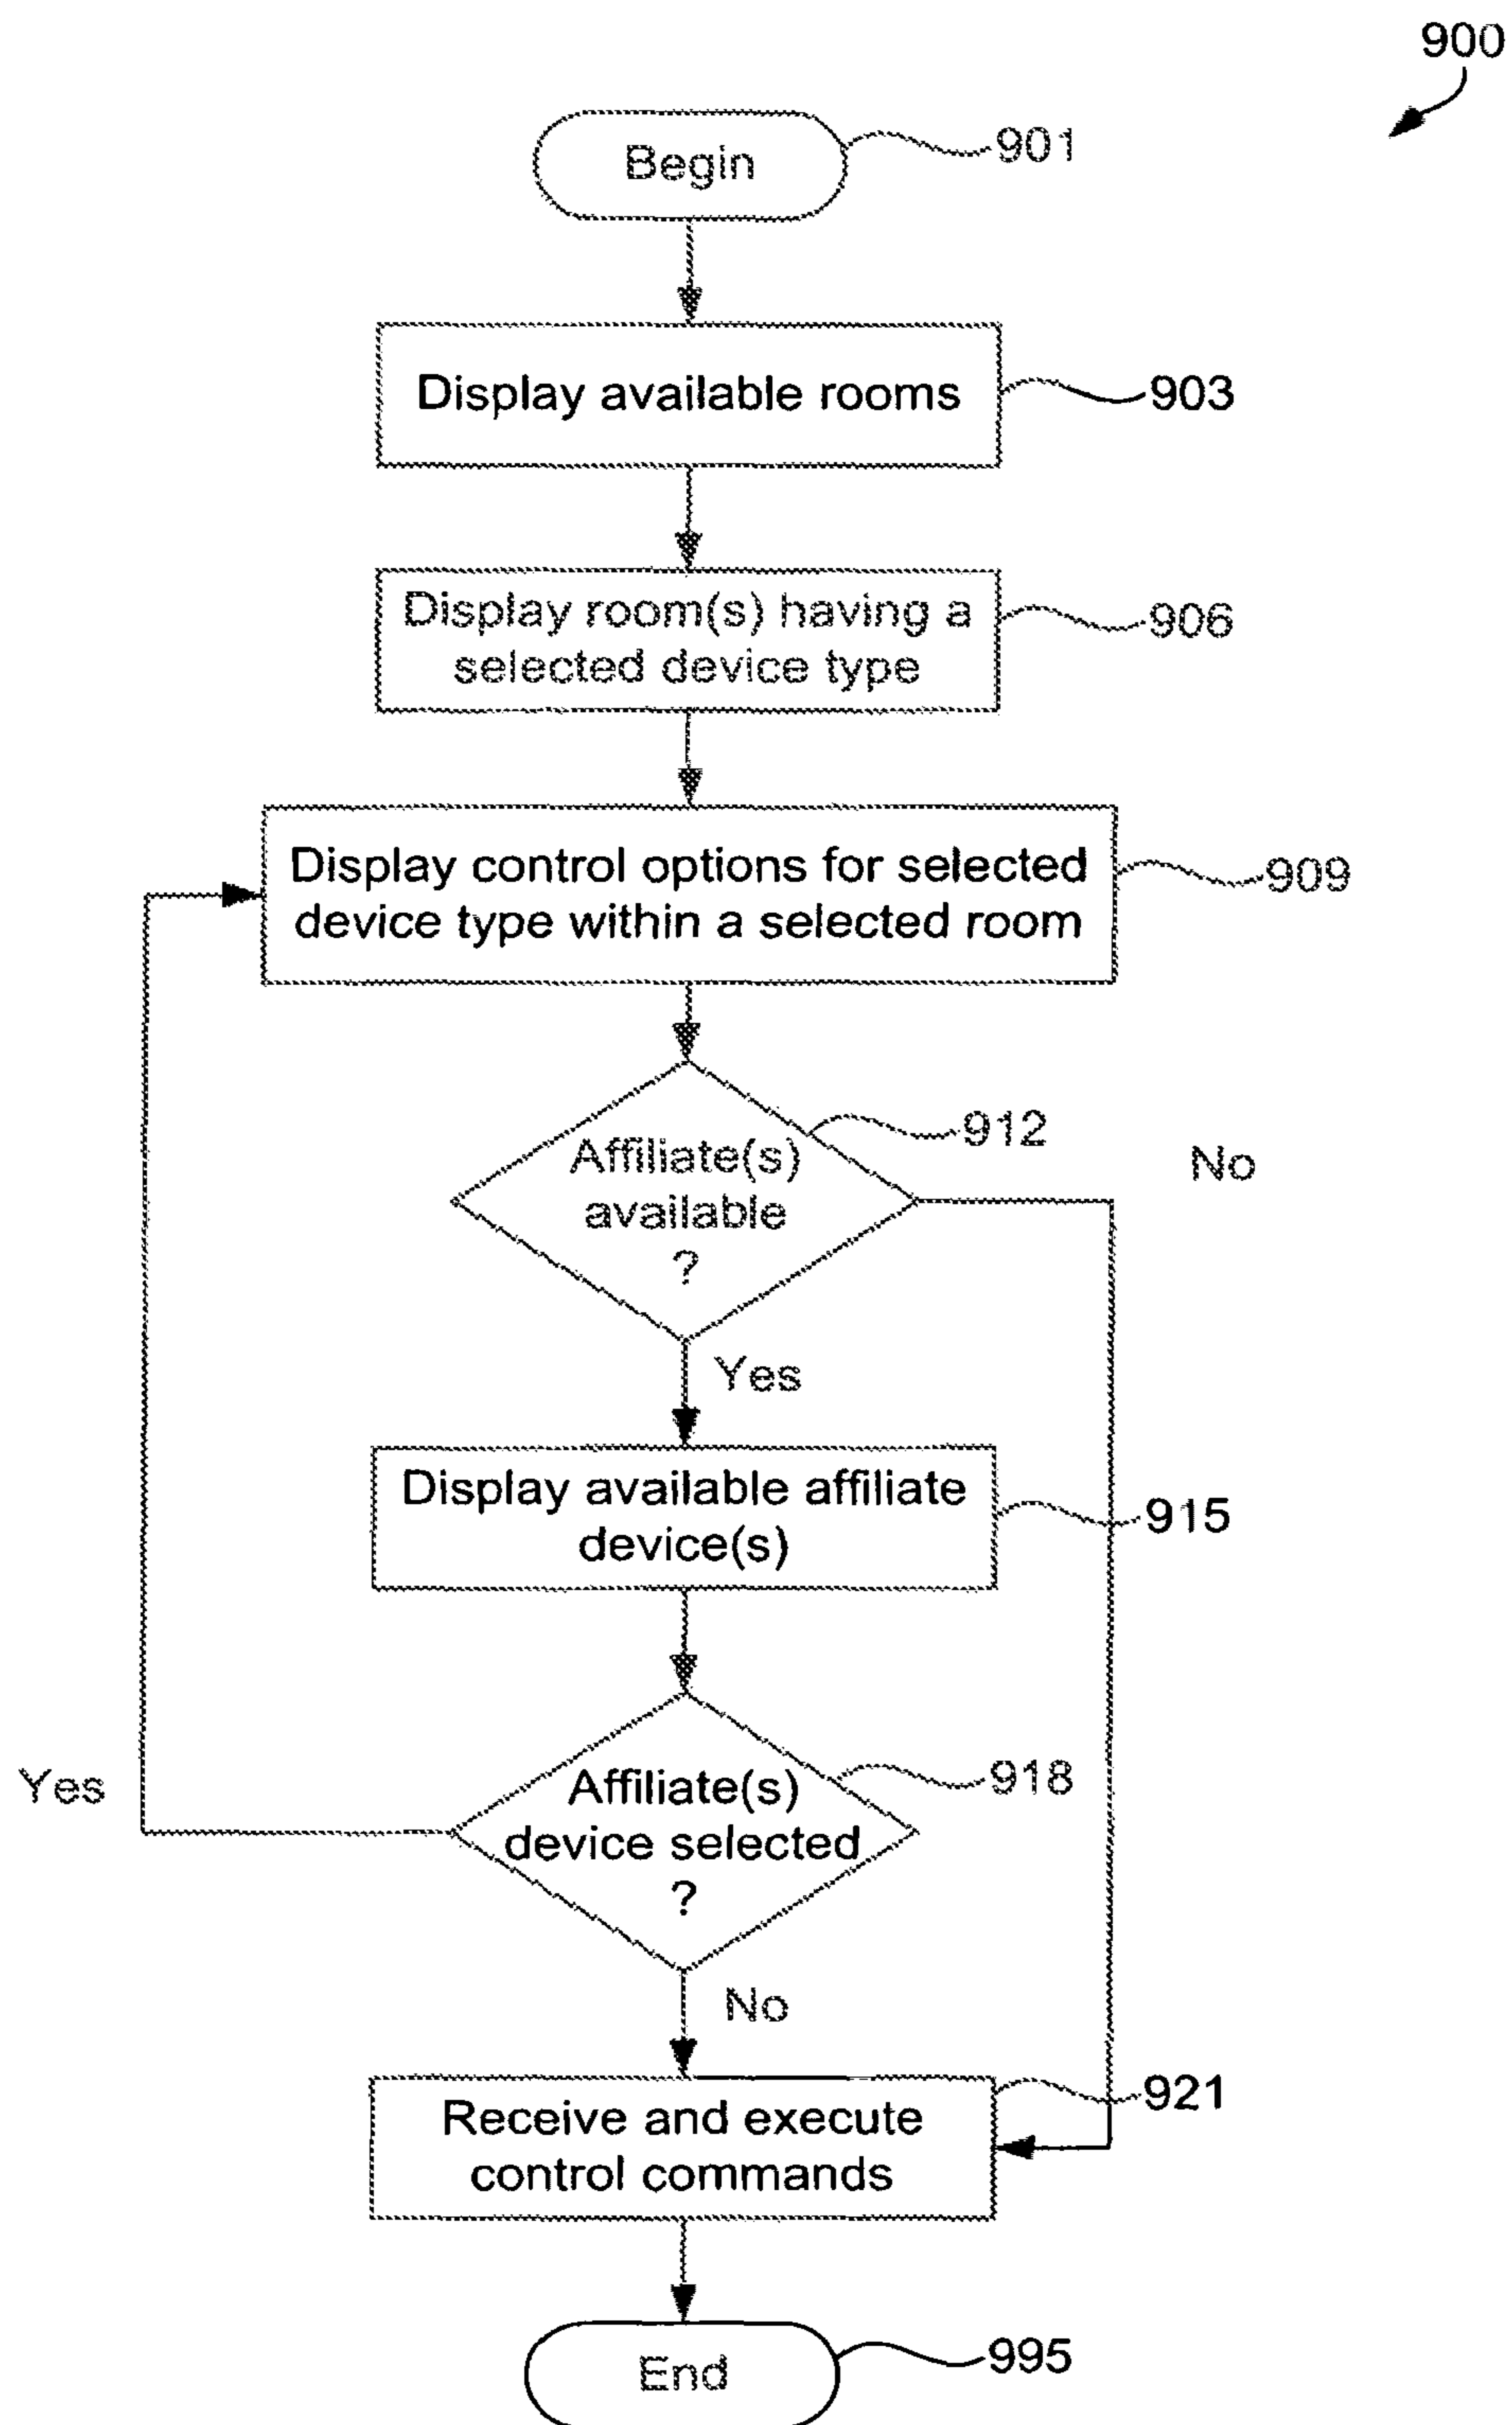 900
Begin
901
Display available rooms
903
Display room(s) having a
selected device type
906
Display control options for selected
device type within a selected room
909
Affiliate(s)
available
?
912
No
Yes
Display available affiliate
device(s)
915
Affiliate(s)
device selected
?
918
Yes
No
Receive and execute
control commands
921
End
995